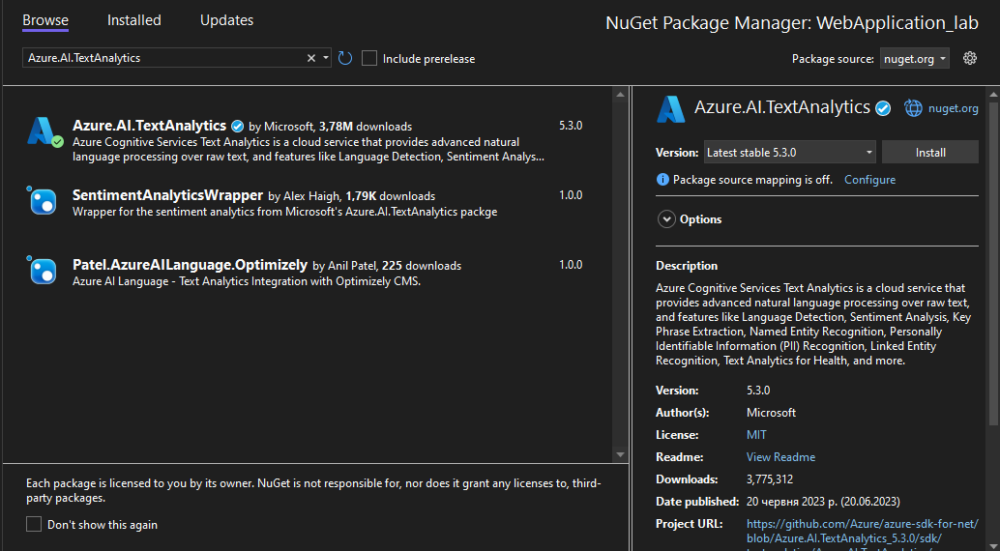 Browse Installed Updates
NuGet Package Manager: WebApplication_lab
Azure.AI.TextAnalytics
Include prerelease
Package source: nuget.org
Azure.AI.TextAnalytics by Microsoft, 3,78M downloads 5.3.0
Azure Cognitive Services Text Analytics is a cloud service that provides advanced natural
language processing over raw text, and features like Language Detection, Sentiment Analys...
SentimentAnalyticsWrapper by Alex Haigh, 1,79K downloads 1.0.0
Wrapper for the sentiment analytics from Microsoft's Azure.AI.TextAnalytics packge
Patel.AzureAILanguage.Optimizely by Anil Patel, 225 downloads 1.0.0
Azure AI Language - Text Analytics Integration with Optimizely CMS.
Each package is licensed to you by its owner. NuGet is not responsible for, nor does it grant any licenses to, third-
party packages.
Don't show this again
Azure.AI.TextAnalytics nuget.org
Version: Latest stable 5.3.0 Install
Package source mapping is off. Configure
Options
Description
Azure Cognitive Services Text Analytics is a cloud service that
provides advanced natural language processing over raw text,
and features like Language Detection, Sentiment Analysis, Key
Phrase Extraction, Named Entity Recognition, Personally
Identifiable Information (PII) Recognition, Linked Entity
Recognition, Text Analytics for Health, and more.
Version: 5.3.0
Author(s): Microsoft
License: MIT
Readme: View Readme
Downloads: 3,775,312
Date published: 20 червня 2023 р. (20.06.2023)
Project URL: https://github.com/Azure/azure-sdk-for-net/
blob/Azure.AI.TextAnalytics_5.3.0/sdk/